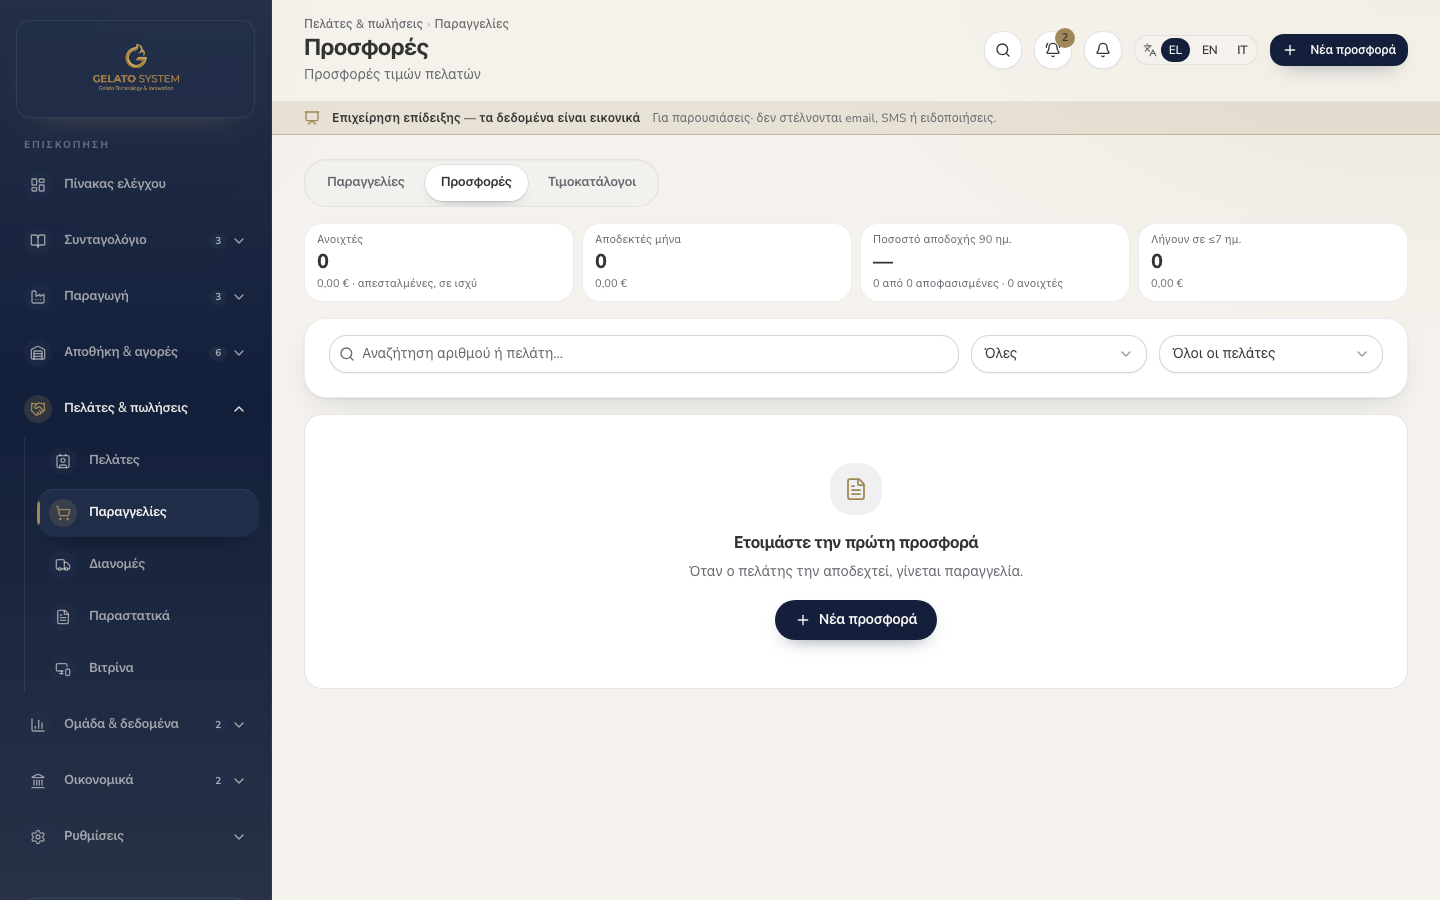 GELATO SYSTEM
Gelato Technology & Innovation
ΕΠΙΣΚΟΠΗΣΗ
Πίνακας ελέγχου
Συνταγολόγιο 3
Παραγωγή 3
Αποθήκη & αγορές 6
Πελάτες & πωλήσεις
Πελάτες
Παραγγελίες
Διανομές
Παραστατικά
Βιτρίνα
Ομάδα & δεδομένα 2
Οικονομικά 2
Ρυθμίσεις
Πελάτες & πωλήσεις › Παραγγελίες
Προσφορές
Προσφορές τιμών πελατών
2
EL EN IT
Νέα προσφορά
Επιχείρηση επίδειξης — τα δεδομένα είναι εικονικά Για παρουσιάσεις· δεν στέλνονται email, SMS ή ειδοποιήσεις.
Παραγγελίες Προσφορές Τιμοκατάλογοι
Ανοιχτές
0
0,00 € · απεσταλμένες, σε ισχύ
Αποδεκτές μήνα
0
0,00 €
Ποσοστό αποδοχής 90 ημ.
—
0 από 0 αποφασισμένες · 0 ανοιχτές
Λήγουν σε ≤7 ημ.
0
0,00 €
Αναζήτηση αριθμού ή πελάτη...
Όλες
Όλοι οι πελάτες
Ετοιμάστε την πρώτη προσφορά
Όταν ο πελάτης την αποδεχτεί, γίνεται παραγγελία.
Νέα προσφορά